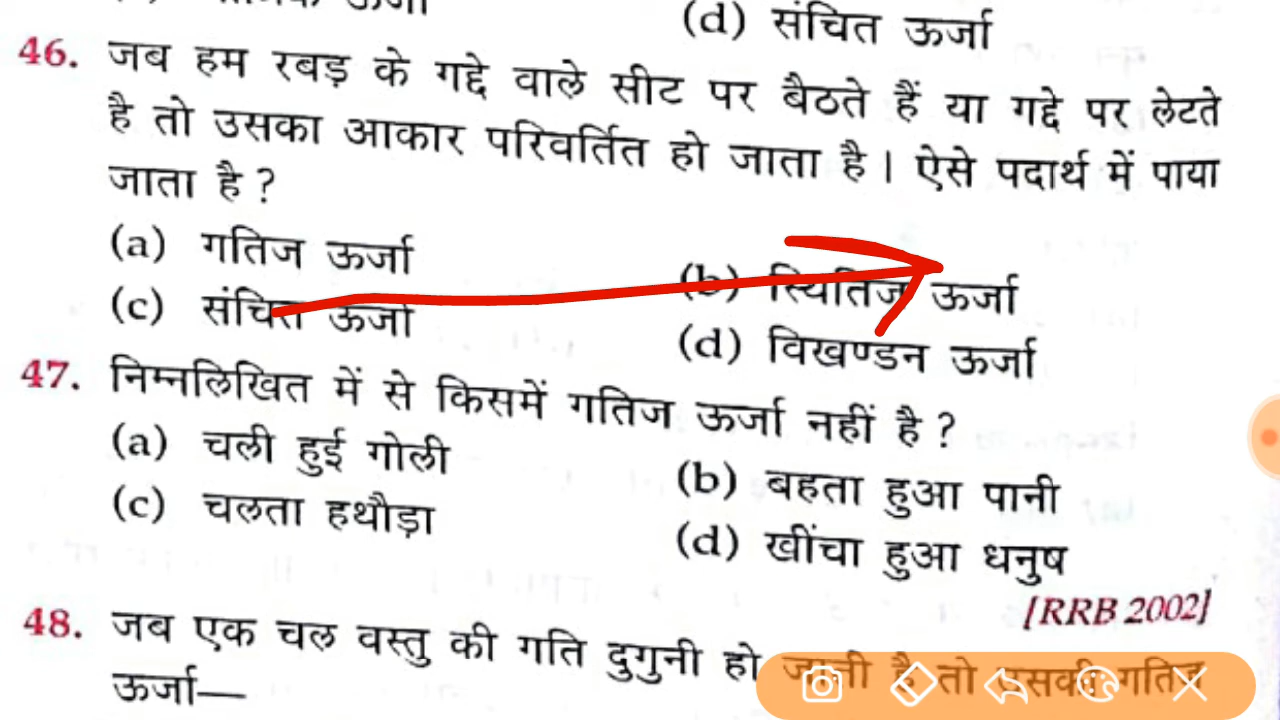 (d) संचित ऊर्जा
46. जब हम रबड़ के गद्दे वाले सीट पर बैठते हैं या गद्दे पर लेटते
है तो उसका आकार परिवर्तित हो जाता है। ऐसे पदार्थ में पाया
जाता है ?
(a) गतिज ऊर्जा
(b) स्थितिज ऊर्जा
(c) संचित ऊर्जा
(d) विखण्डन ऊर्जा
47. निम्नलिखित में से किसमें गतिज ऊर्जा नहीं है ?
(a) चली हुई गोली
(b) बहता हुआ पानी
(c) चलता हथौड़ा
(d) खींचा हुआ धनुष
[RRB 2002]
48. जब एक चल वस्तु की गति दुगुनी हो जाती है तो उसकी गतिज
ऊर्जा—